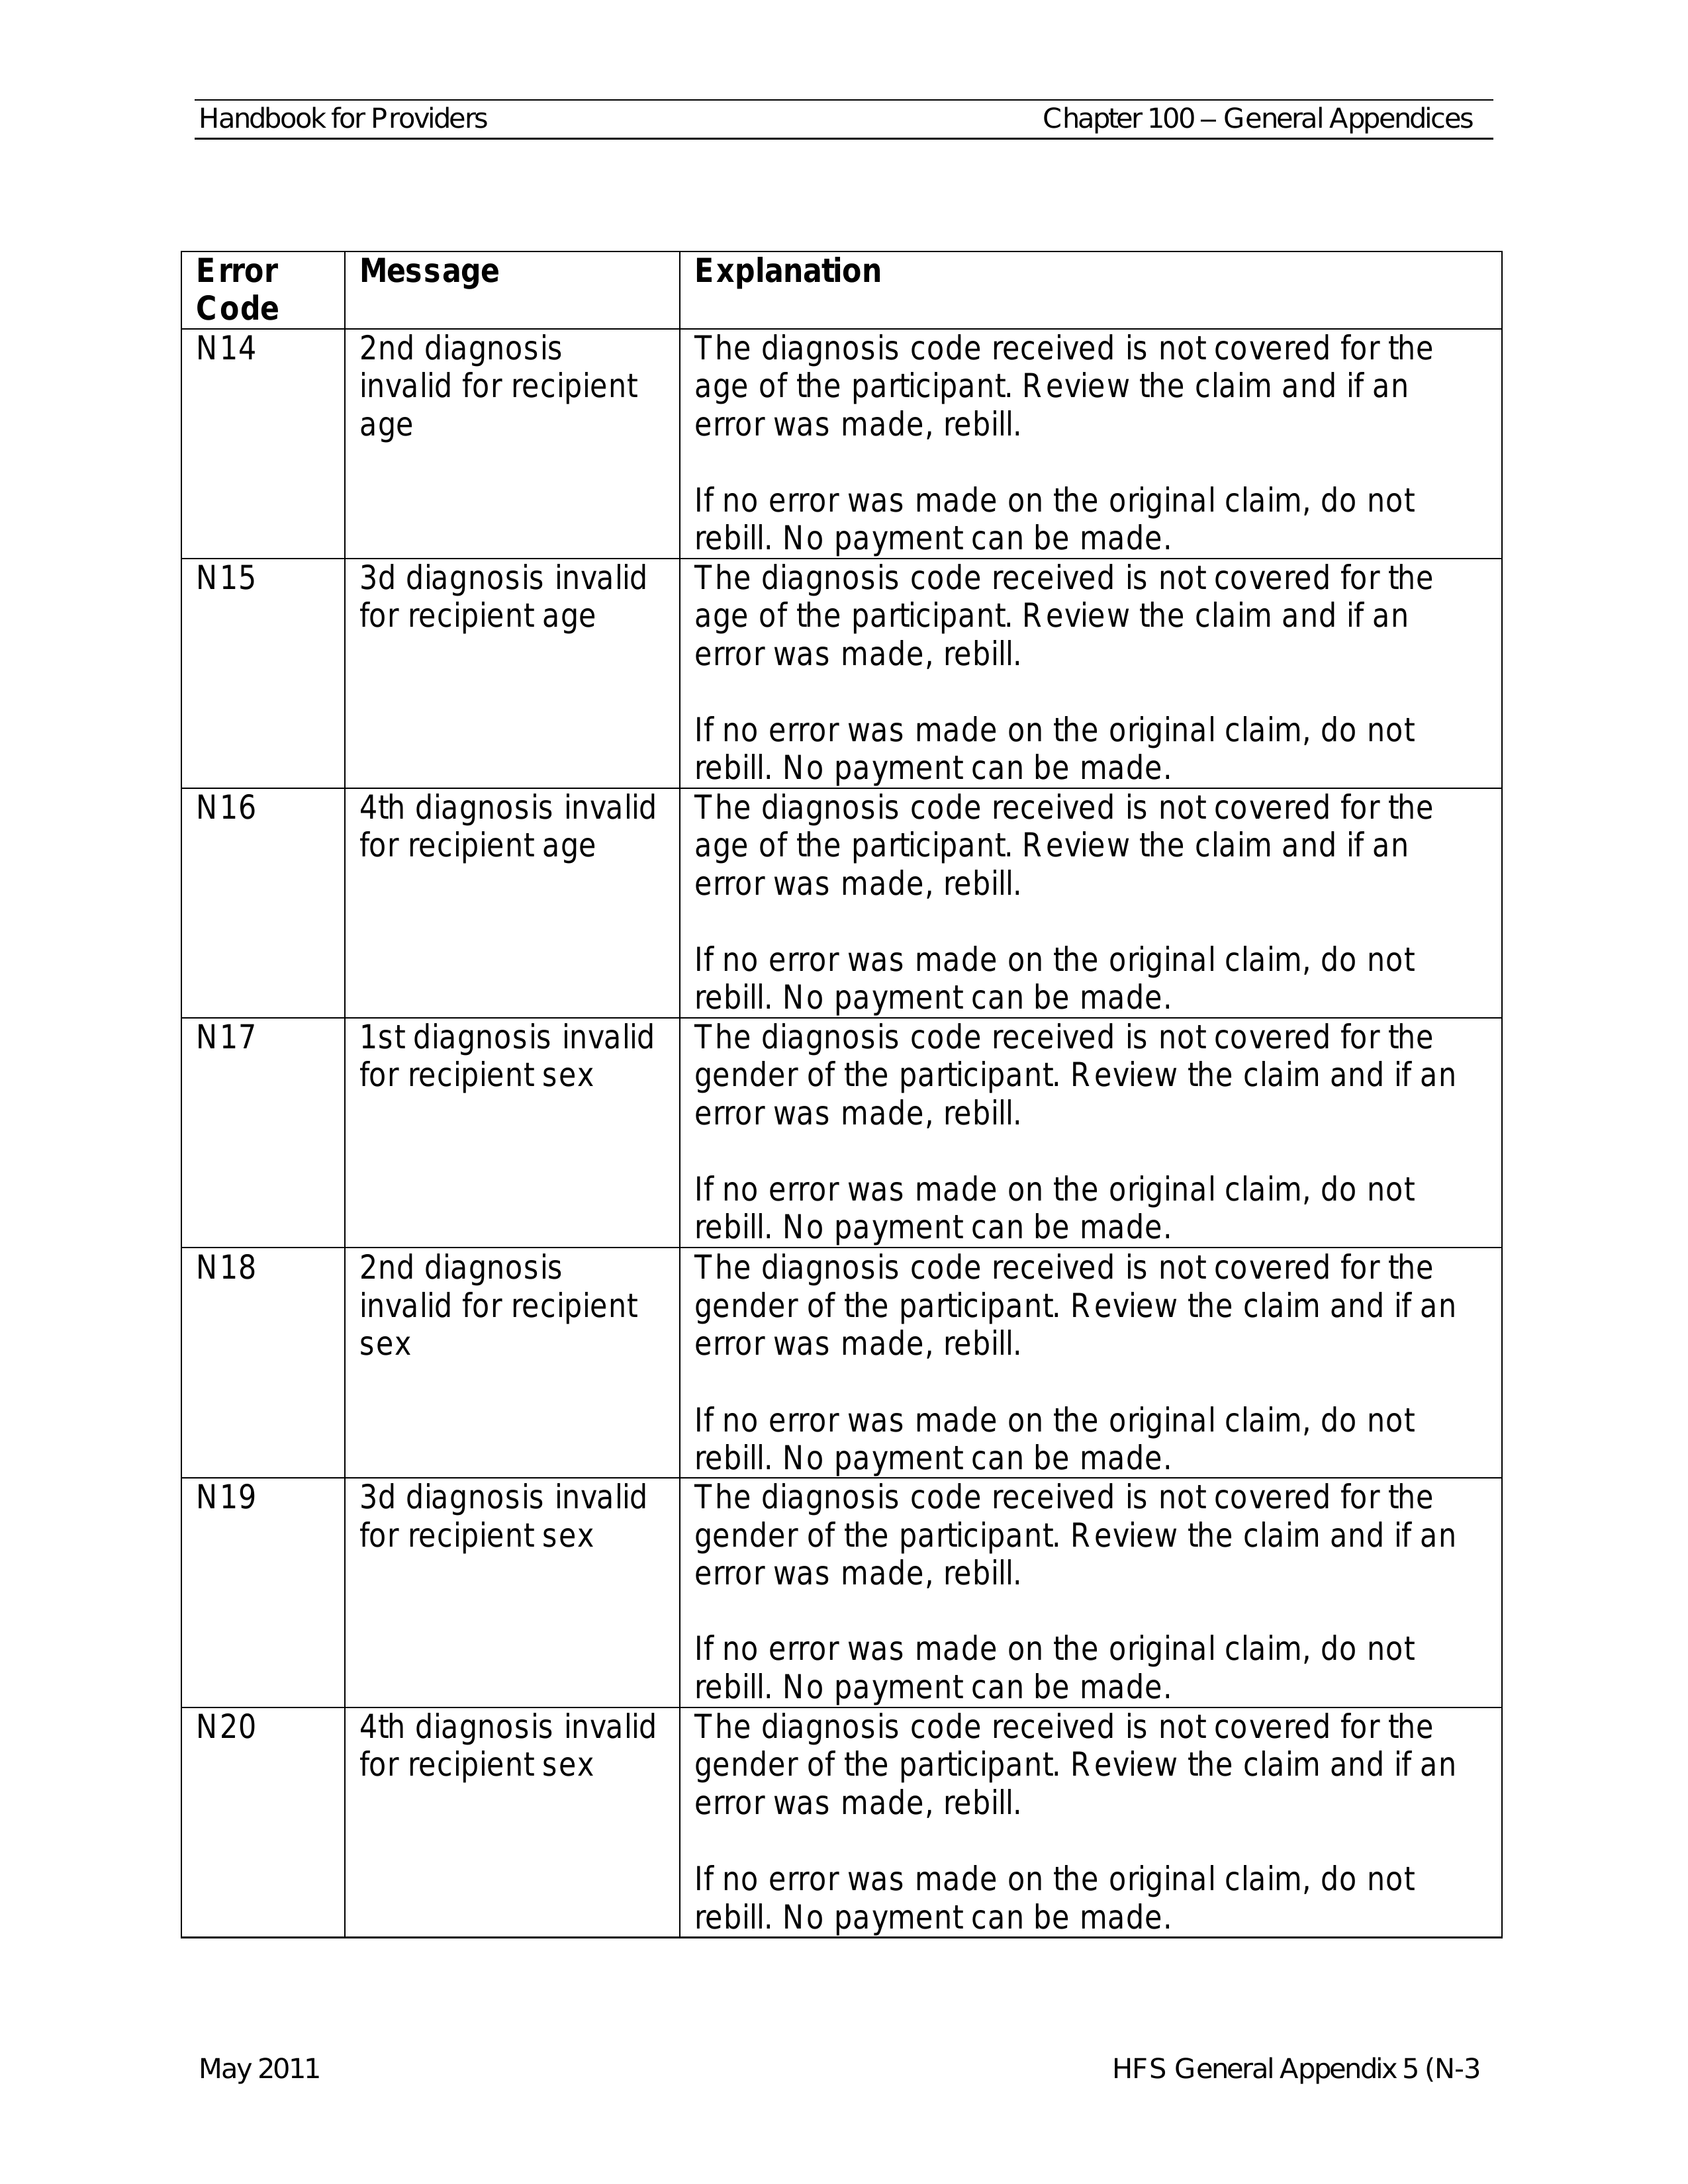 Handbook for Providers Chapter 100 – General Appendices
Error Code Message Explanation
N14 2nd diagnosis invalid for recipient age The diagnosis code received is not covered for the
age of the participant. Review the claim and if an
error was made, rebill.
If no error was made on the original claim, do not
rebill. No payment can be made.
N15 3d diagnosis invalid for recipient age The diagnosis code received is not covered for the
age of the participant. Review the claim and if an
error was made, rebill.
If no error was made on the original claim, do not
rebill. No payment can be made.
N16 4th diagnosis invalid for recipient age The diagnosis code received is not covered for the
age of the participant. Review the claim and if an
error was made, rebill.
If no error was made on the original claim, do not
rebill. No payment can be made.
N17 1st diagnosis invalid for recipient sex The diagnosis code received is not covered for the
gender of the participant. Review the claim and if an
error was made, rebill.
If no error was made on the original claim, do not
rebill. No payment can be made.
N18 2nd diagnosis invalid for recipient sex The diagnosis code received is not covered for the
gender of the participant. Review the claim and if an
error was made, rebill.
If no error was made on the original claim, do not
rebill. No payment can be made.
N19 3d diagnosis invalid for recipient sex The diagnosis code received is not covered for the
gender of the participant. Review the claim and if an
error was made, rebill.
If no error was made on the original claim, do not
rebill. No payment can be made.
N20 4th diagnosis invalid for recipient sex The diagnosis code received is not covered for the
gender of the participant. Review the claim and if an
error was made, rebill.
If no error was made on the original claim, do not
rebill. No payment can be made.
May 2011 HFS General Appendix 5 (N-3